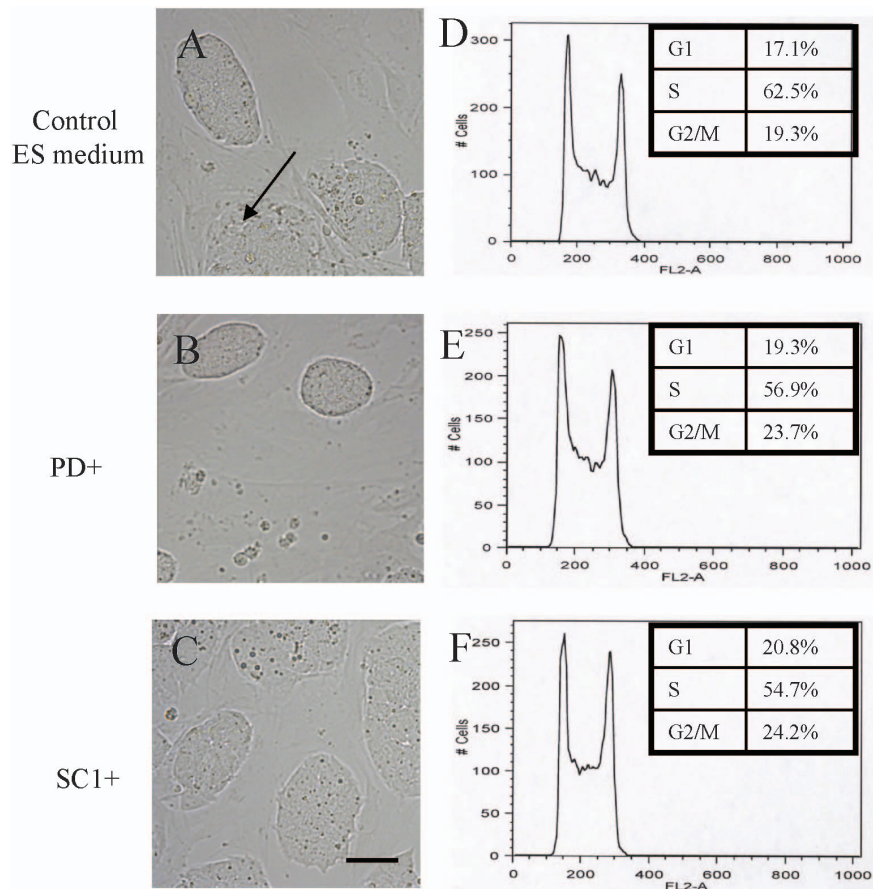 A
Control
ES medium
D
# Cells
300
200
100
0
0 200 400 600 800 1000
FL2-A
G1 17.1%
S 62.5%
G2/M 19.3%
B
PD+
E
# Cells
250
200
150
100
50
0
0 200 400 600 800 1000
FL2-A
G1 19.3%
S 56.9%
G2/M 23.7%
C
SC1+
F
# Cells
250
200
150
100
50
0
0 200 400 600 800 1000
FL2-A
G1 20.8%
S 54.7%
G2/M 24.2%